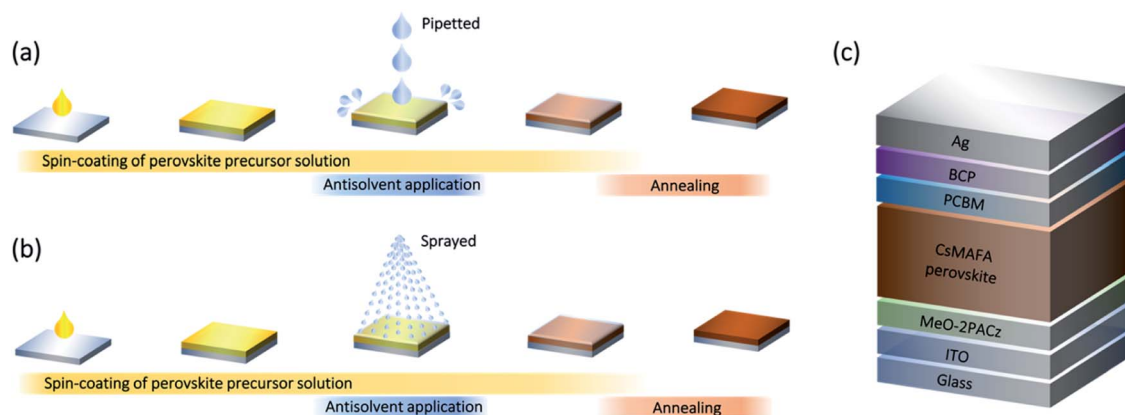 (a)
Pipetted
Spin-coating of perovskite precursor solution
Antisolvent application
Annealing
(b)
Sprayed
Spin-coating of perovskite precursor solution
Antisolvent application
Annealing
(c)
Ag
BCP
PCBM
CsMAFA
perovskite
MeO-2PACz
ITO
Glass